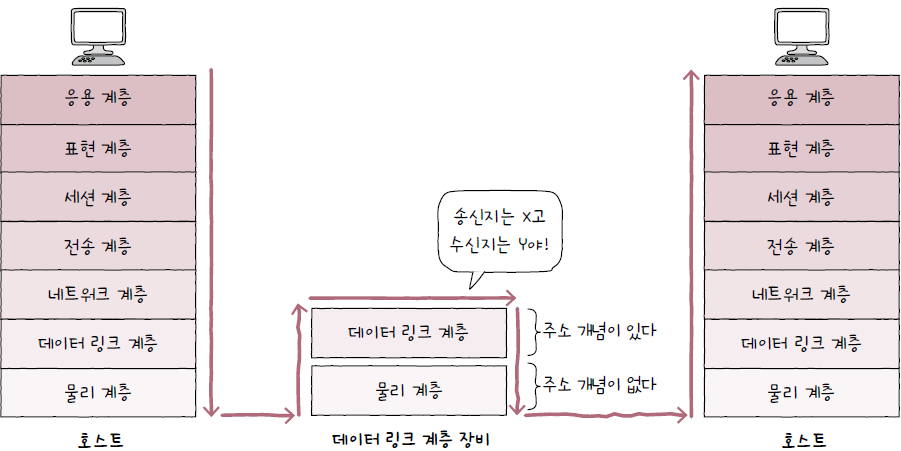 응용 계층
표현 계층
세션 계층
전송 계층
네트워크 계층
데이터 링크 계층
물리 계층
호스트
송신지는 X고
수신지는 Y야!
데이터 링크 계층
주소 개념이 있다
물리 계층
주소 개념이 없다
데이터 링크 계층 장비
응용 계층
표현 계층
세션 계층
전송 계층
네트워크 계층
데이터 링크 계층
물리 계층
호스트